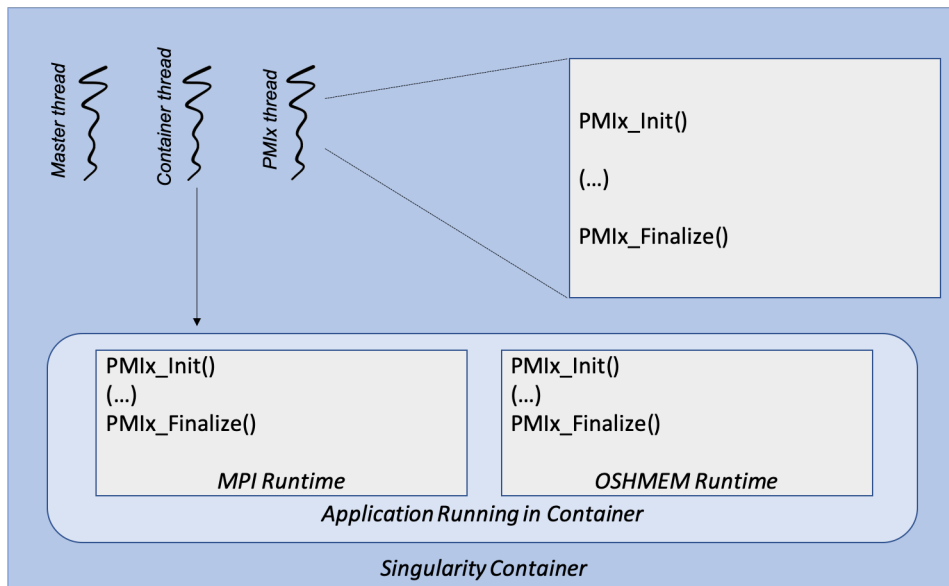 Master thread
Container thread
PMIx thread
PMIx_Init()
(...)
PMIx_Finalize()
PMIx_Init()
(...)
PMIx_Finalize()
MPI Runtime
PMIx_Init()
(...)
PMIx_Finalize()
OSHMEM Runtime
Application Running in Container
Singularity Container